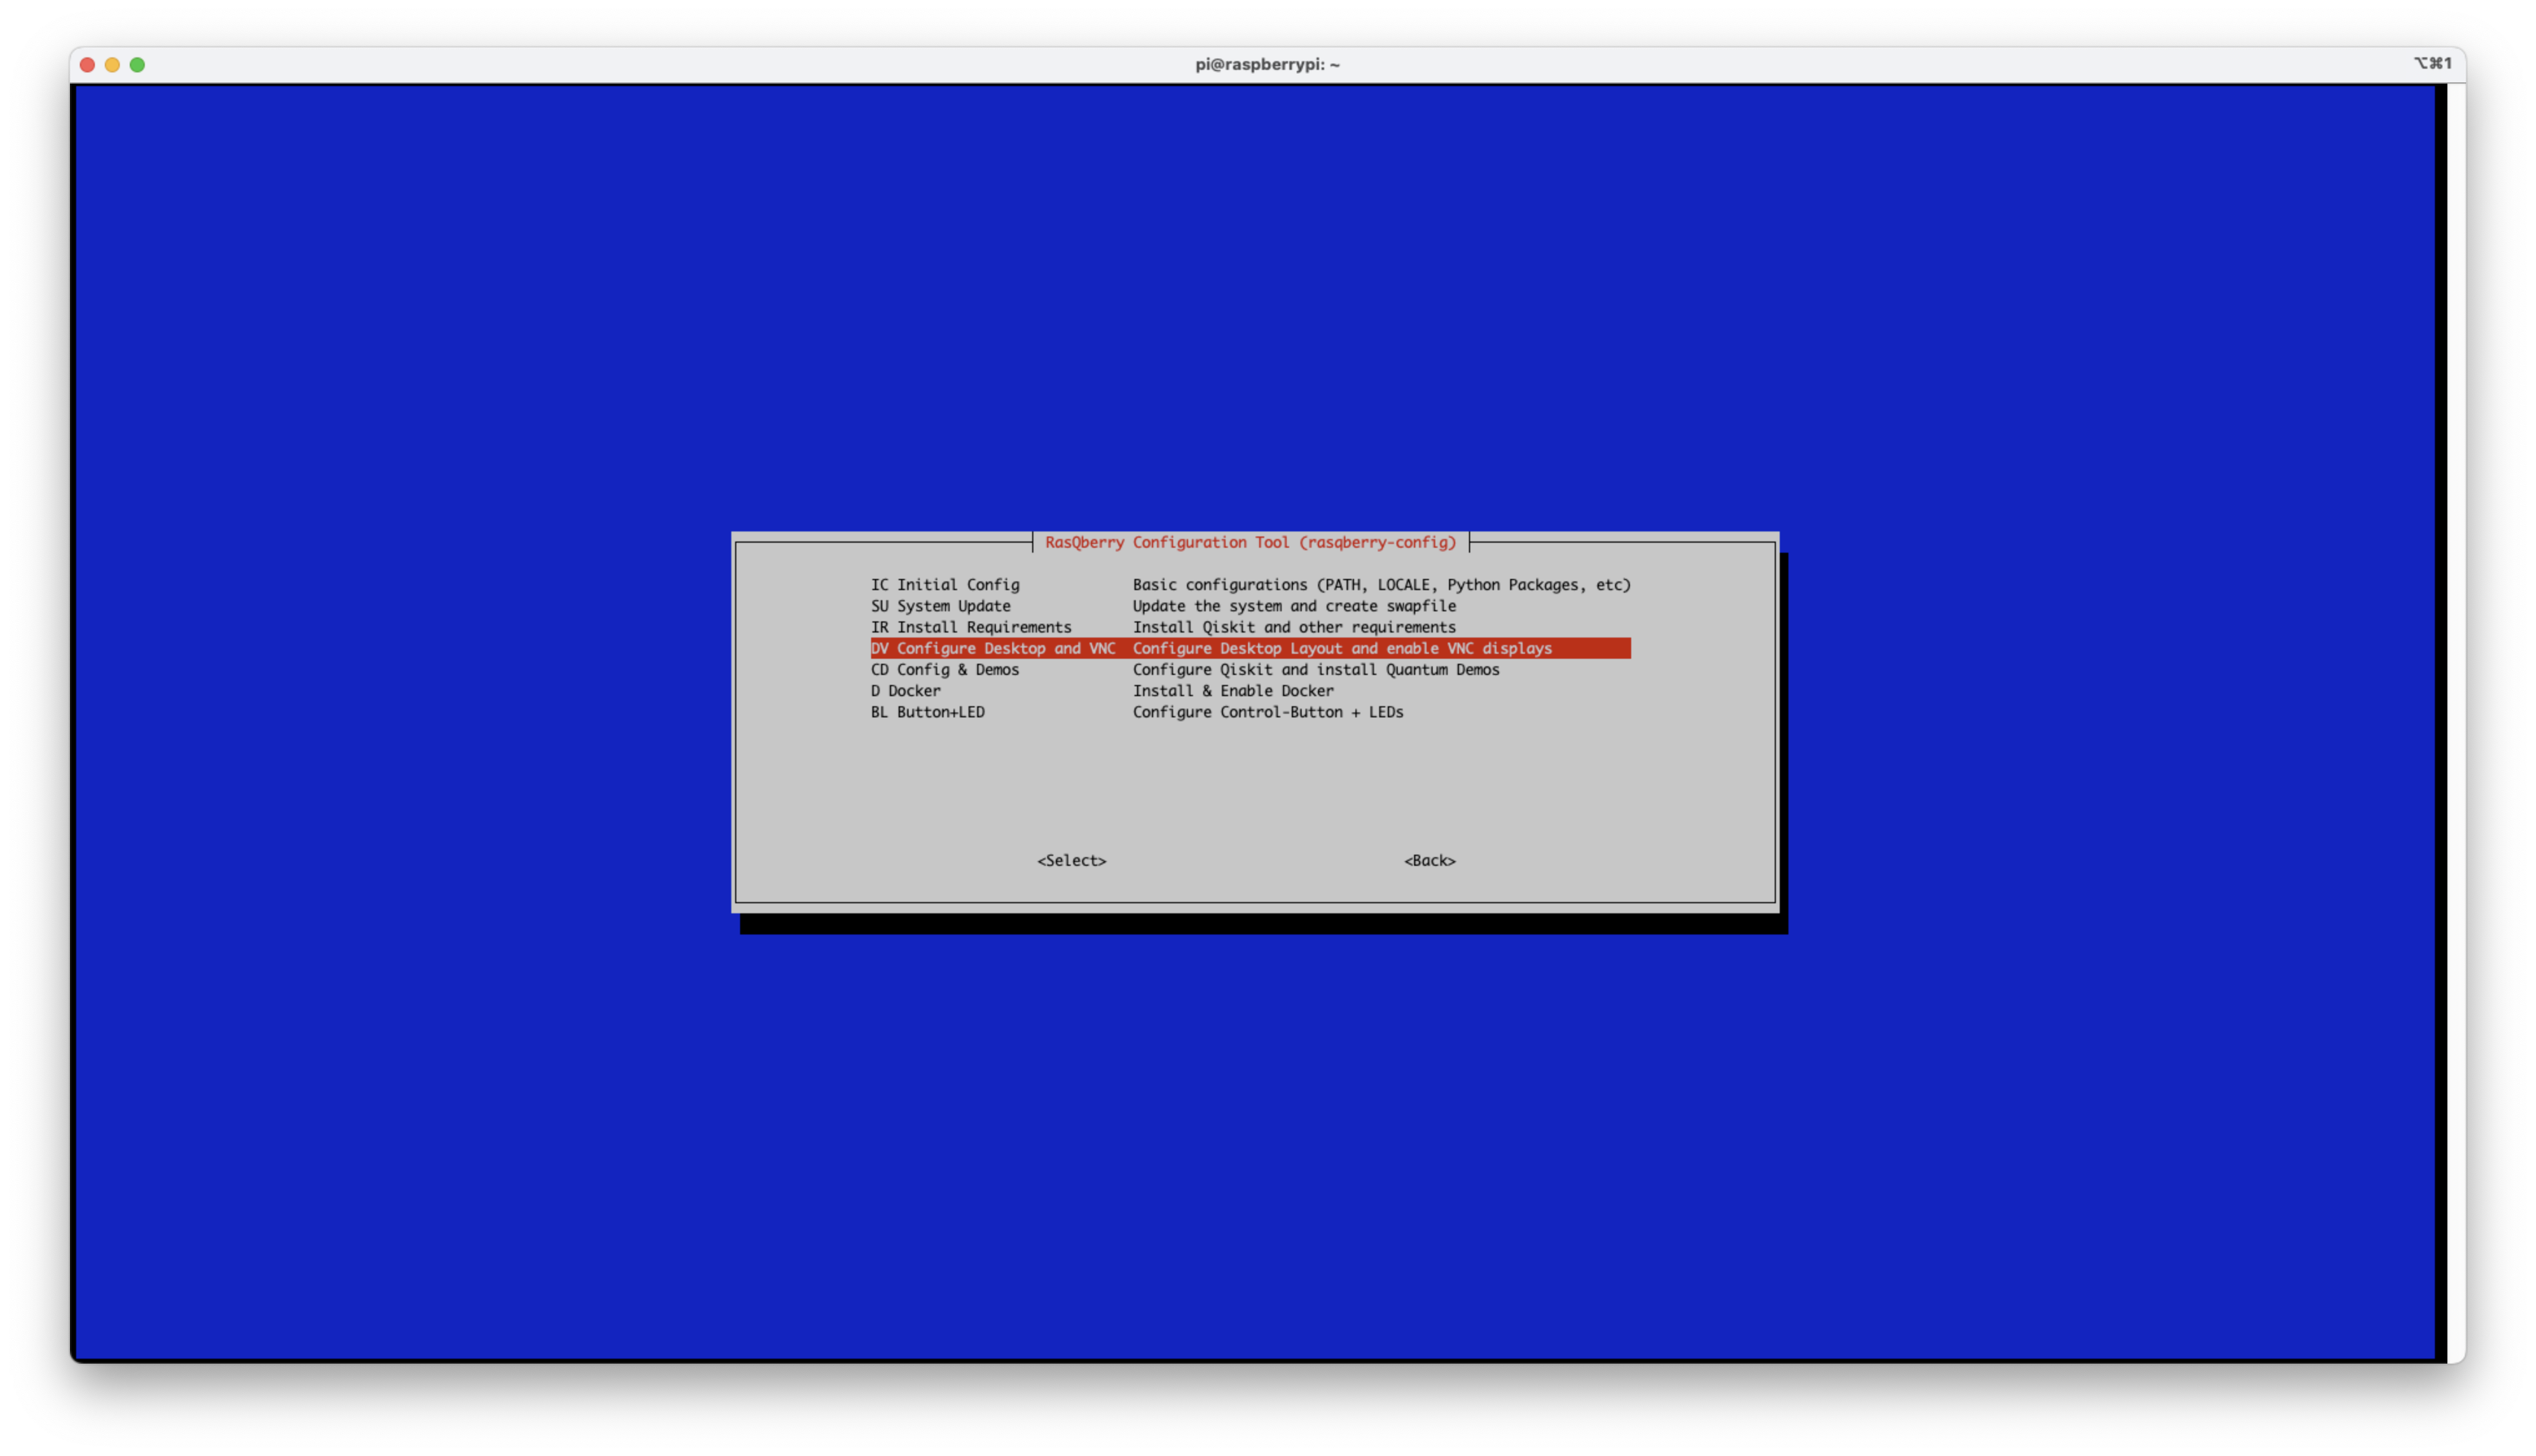 pi@raspberrypi: ~
⌥⌘1
RasQberry Configuration Tool (rasqberry-config)
IC Initial Config Basic configurations (PATH, LOCALE, Python Packages, etc)
SU System Update Update the system and create swapfile
IR Install Requirements Install Qiskit and other requirements
DV Configure Desktop and VNC Configure Desktop Layout and enable VNC displays
CD Config & Demos Configure Qiskit and install Quantum Demos
D Docker Install & Enable Docker
BL Button+LED Configure Control-Button + LEDs
<Select> <Back>